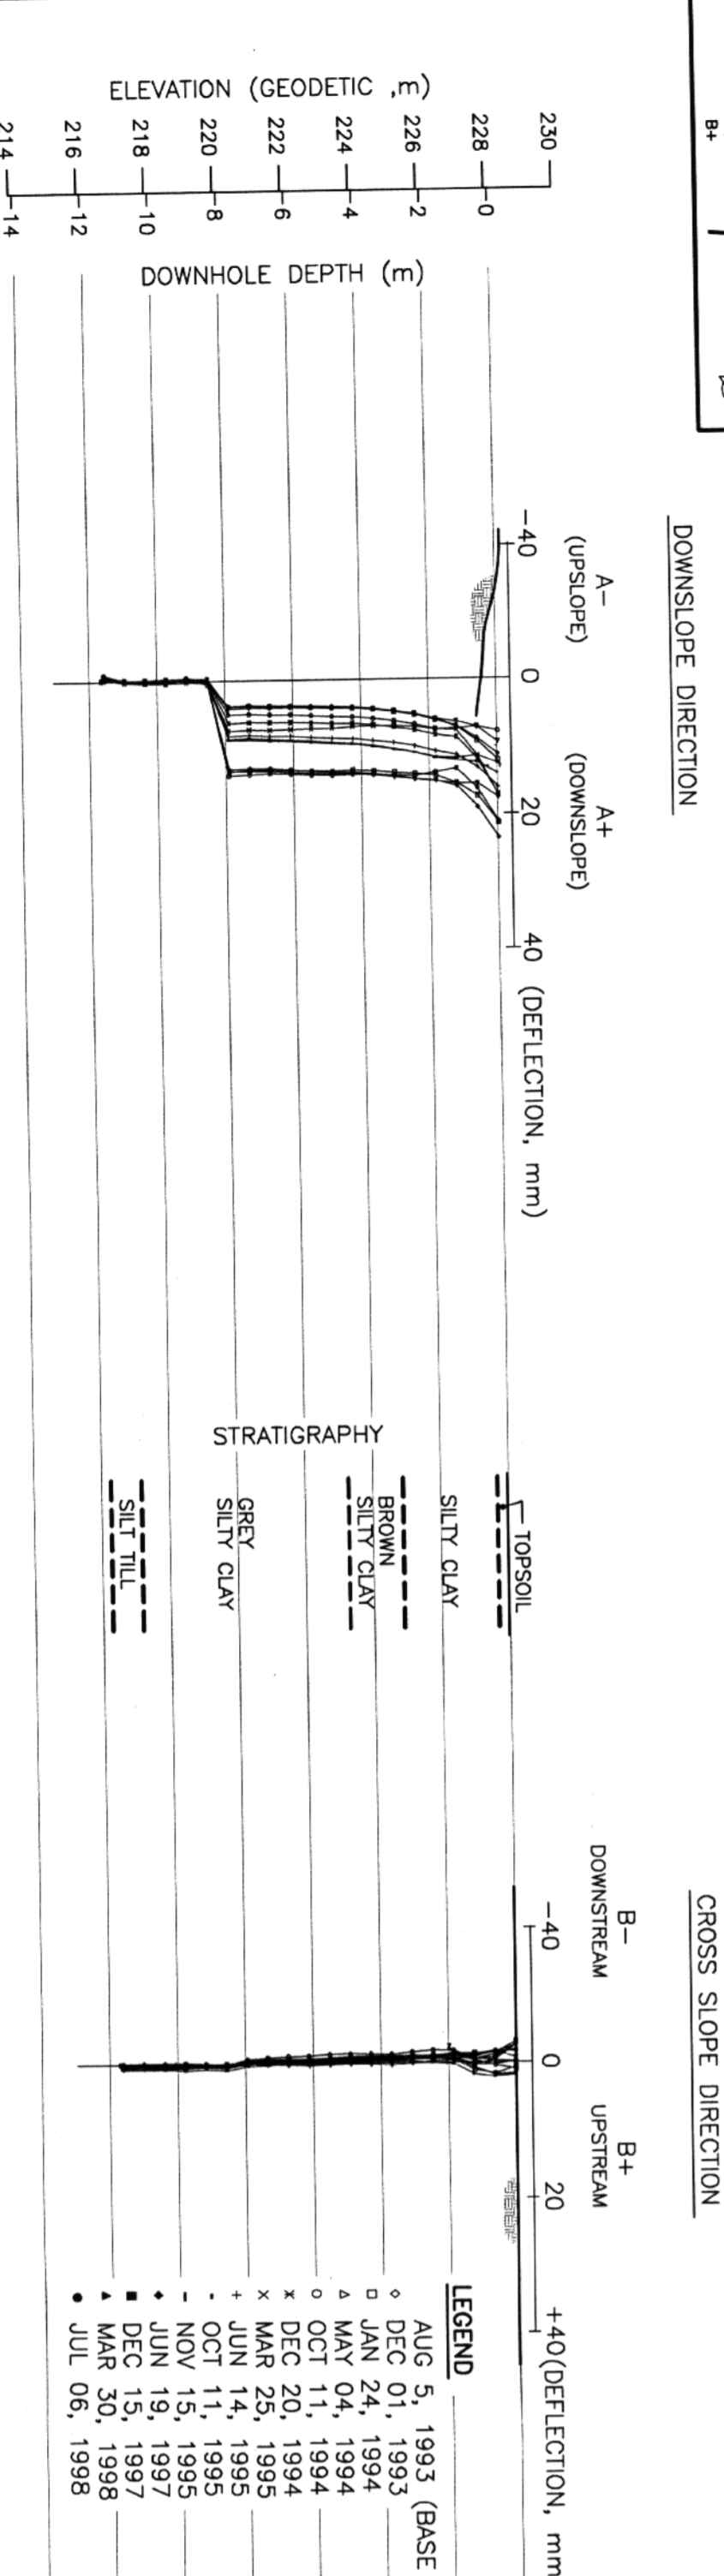 B+
DOWNSLOPE DIRECTION
A–
(UPSLOPE)
A+
(DOWNSLOPE)
–40
0
20
40 (DEFLECTION, mm)
ELEVATION (GEODETIC ,m)
230
228
226
224
222
220
218
216
214
0
2
4
6
8
10
12
14
DOWNHOLE DEPTH (m)
STRATIGRAPHY
TOPSOIL
SILTY CLAY
BROWN
SILTY CLAY
GREY
SILTY CLAY
SILT TILL
CROSS SLOPE DIRECTION
B–
DOWNSTREAM
B+
UPSTREAM
–40
0
20
+40(DEFLECTION, mm
LEGEND
AUG 5, 1993 (BASE
◇ DEC 01, 1993
□ JAN 24, 1994
△ MAY 04, 1994
○ OCT 11, 1994
x DEC 20, 1994
× MAR 25, 1995
+ JUN 14, 1995
- OCT 11, 1995
– NOV 15, 1995
◆ JUN 19, 1997
■ DEC 15, 1997
▲ MAR 30, 1998
● JUL 06, 1998